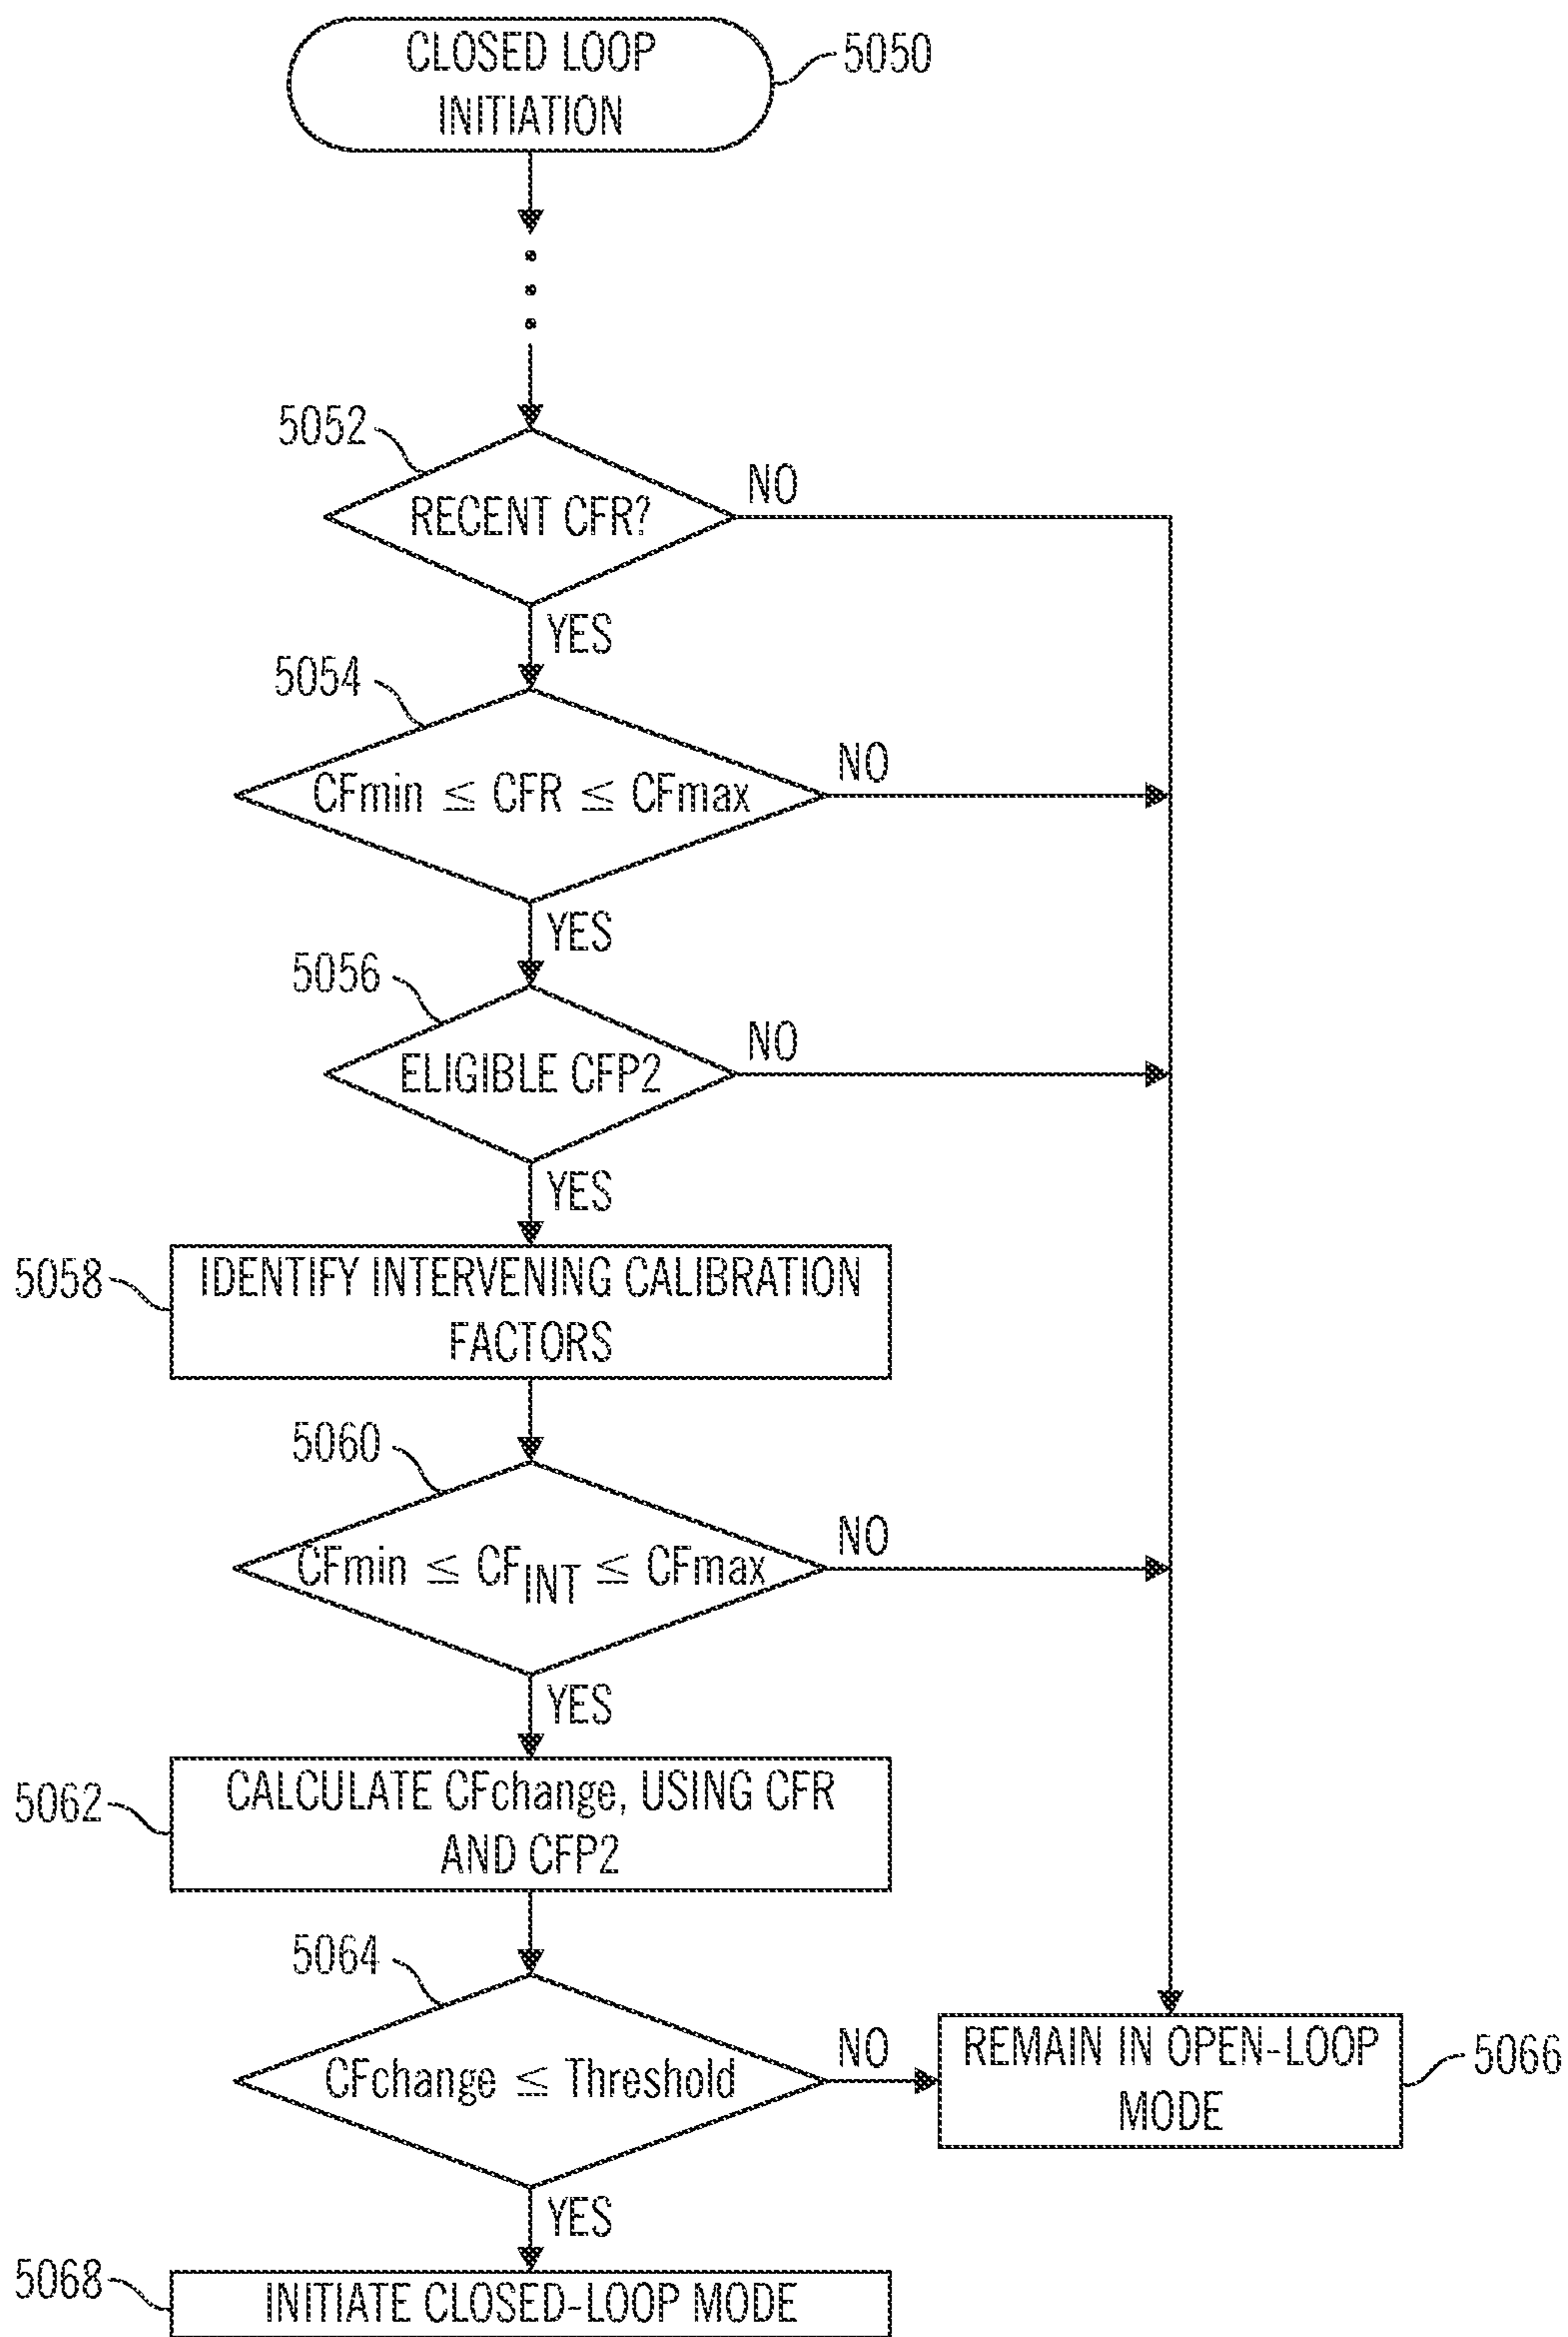 CLOSED LOOP
INITIATION
5050
5052
RECENT CFR?
NO
YES
5054
CFmin ≤ CFR ≤ CFmax
NO
YES
5056
ELIGIBLE CFP2
NO
YES
5058
IDENTIFY INTERVENING CALIBRATION
FACTORS
5060
CFmin ≤ CFINT ≤ CFmax
NO
YES
5062
CALCULATE CFchange, USING CFR
AND CFP2
5064
CFchange ≤ Threshold
NO
REMAIN IN OPEN-LOOP
MODE
5066
YES
5068
INITIATE CLOSED-LOOP MODE